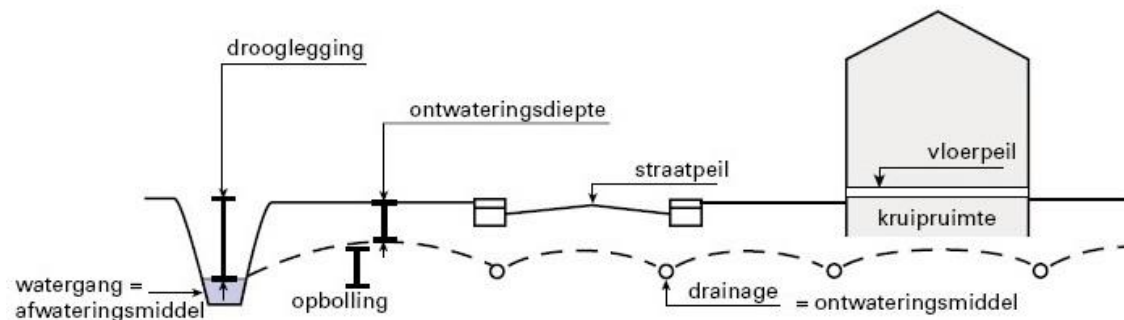 drooglegging
ontwateringsdiepte
straatpeil
vloerpeil
kruipruimte
watergang =
afwateringsmiddel
opbolling
drainage = ontwateringsmiddel